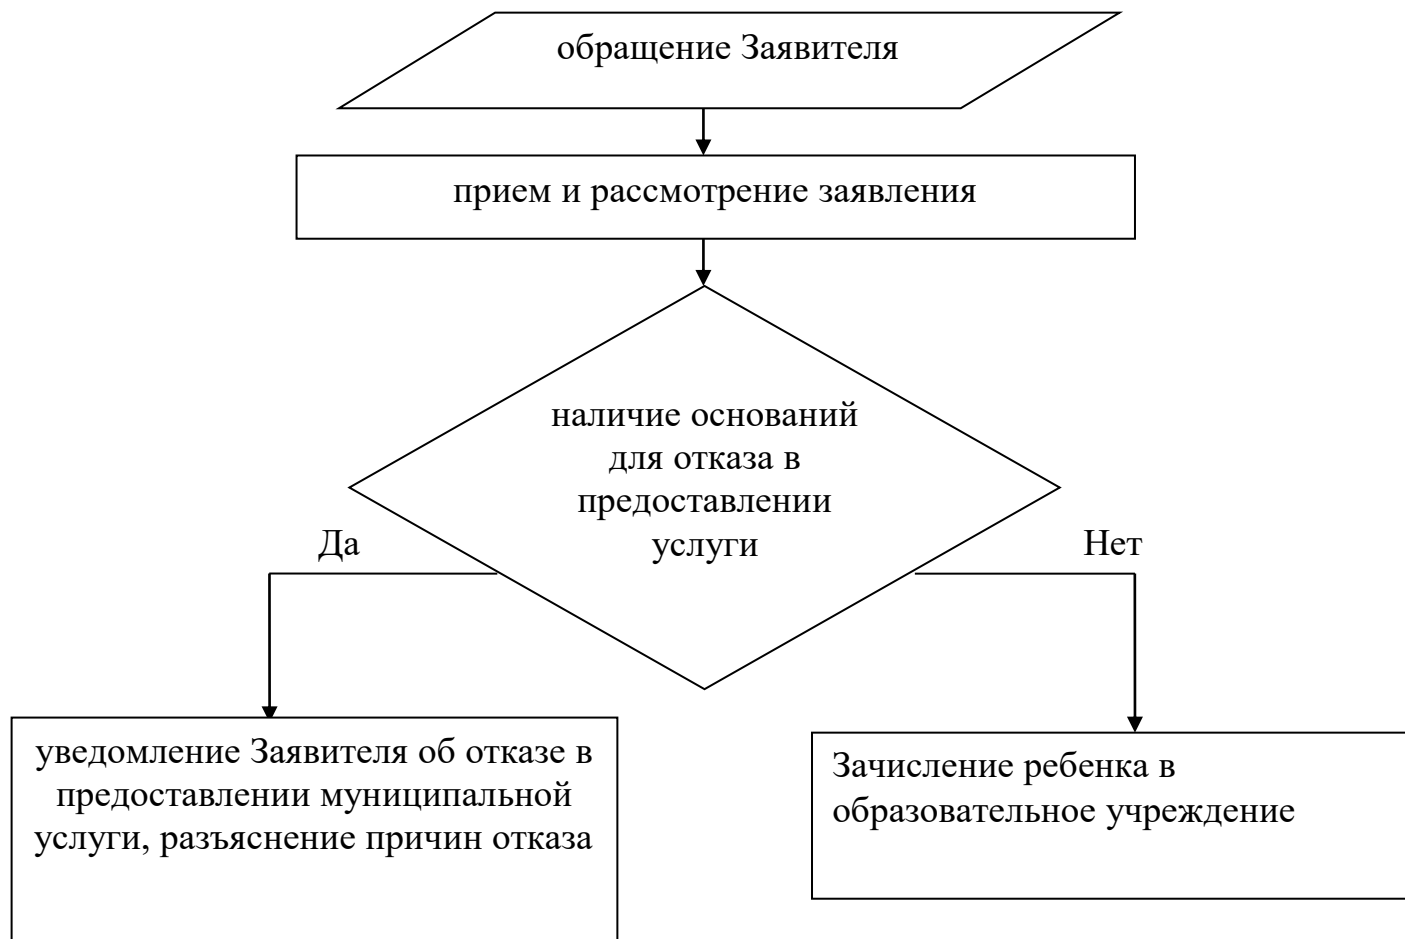 обращение Заявителя
прием и рассмотрение заявления
наличие оснований
для отказа в
предоставлении
услуги
Да
Нет
уведомление Заявителя об отказе в
предоставлении муниципальной
услуги, разъяснение причин отказа
Зачисление ребенка в
образовательное учреждение